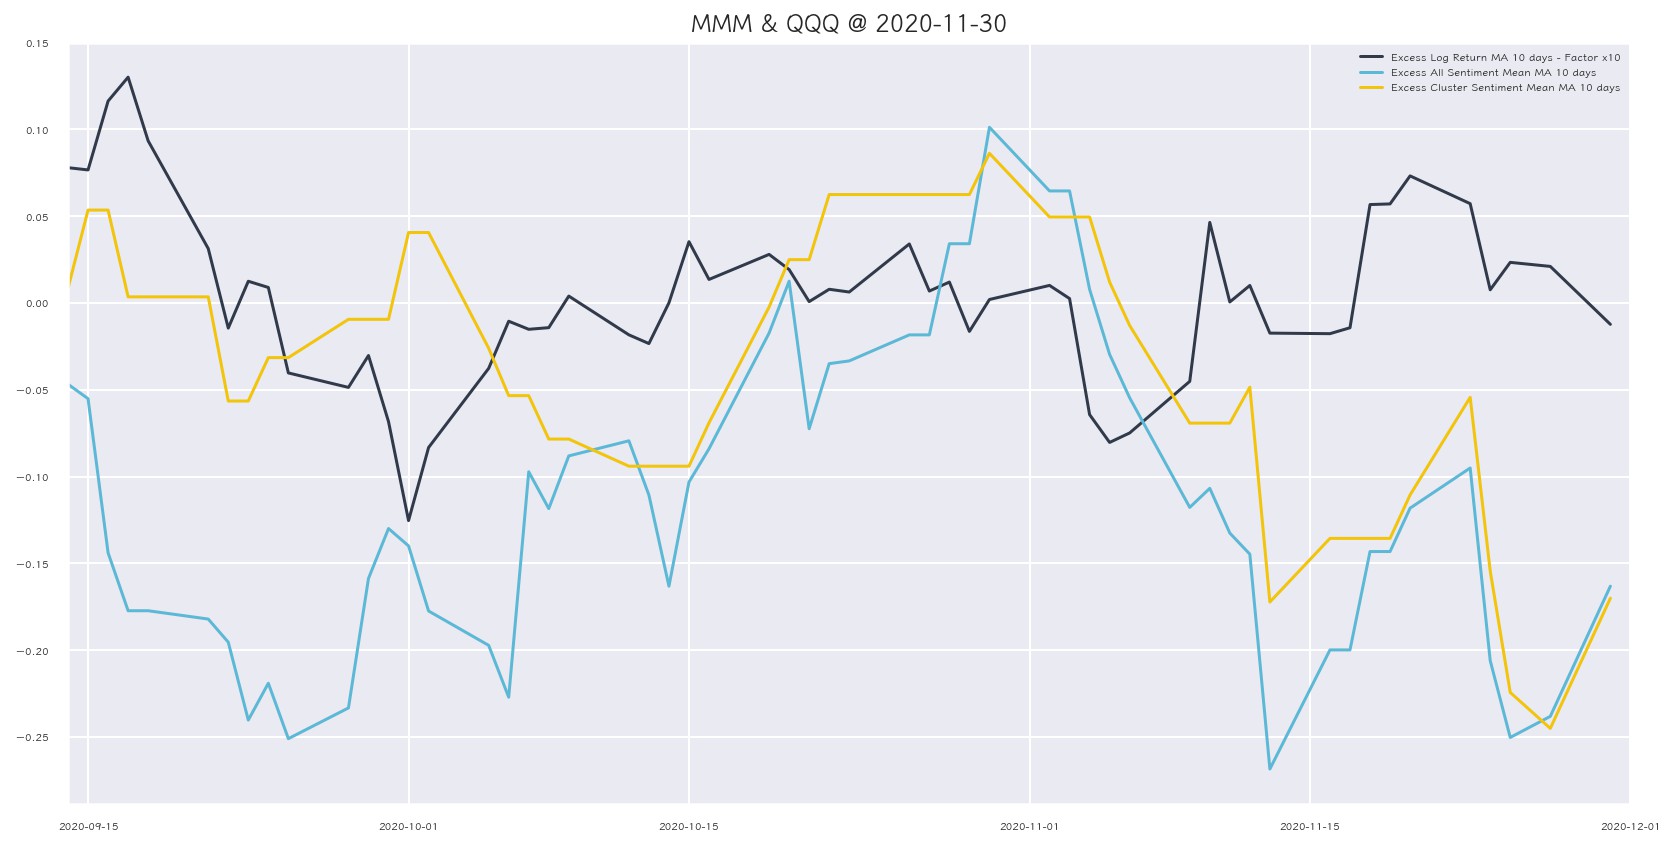 MMM & QQQ @ 2020-11-30
0.15
0.10
0.05
0.00
−0.05
−0.10
−0.15
−0.20
−0.25
Excess Log Return MA 10 days - Factor x10
Excess All Sentiment Mean MA 10 days
Excess Cluster Sentiment Mean MA 10 days
2020-09-15 2020-10-01 2020-10-15 2020-11-01 2020-11-15 2020-12-01